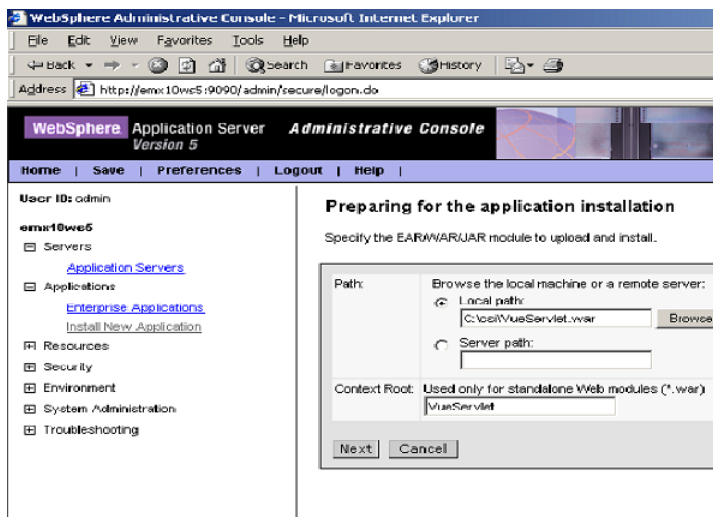 WebSphere Administrative Console - Microsoft Internet Explorer
File Edit View Favorites Tools Help
Back Search Favorites History
Address http://emx10ws5:9090/admin/secure/logon.do
WebSphere Application Server Administrative Console
Version 5
Home | Save | Preferences | Logout | Help |
User ID: admin
emx10ws5
Servers
Application Servers
Applications
Enterprise Applications
Install New Application
Resources
Security
Environment
System Administration
Troubleshooting
Preparing for the application installation
Specify the EAR/WAR/JAR module to upload and install.
Path: Browse the local machine or a remote server:
Local path:
C:\csi\VueServlet.war Browse
Server path:
Context Root: Used only for standalone Web modules (*.war)
VueServlet
Next Cancel